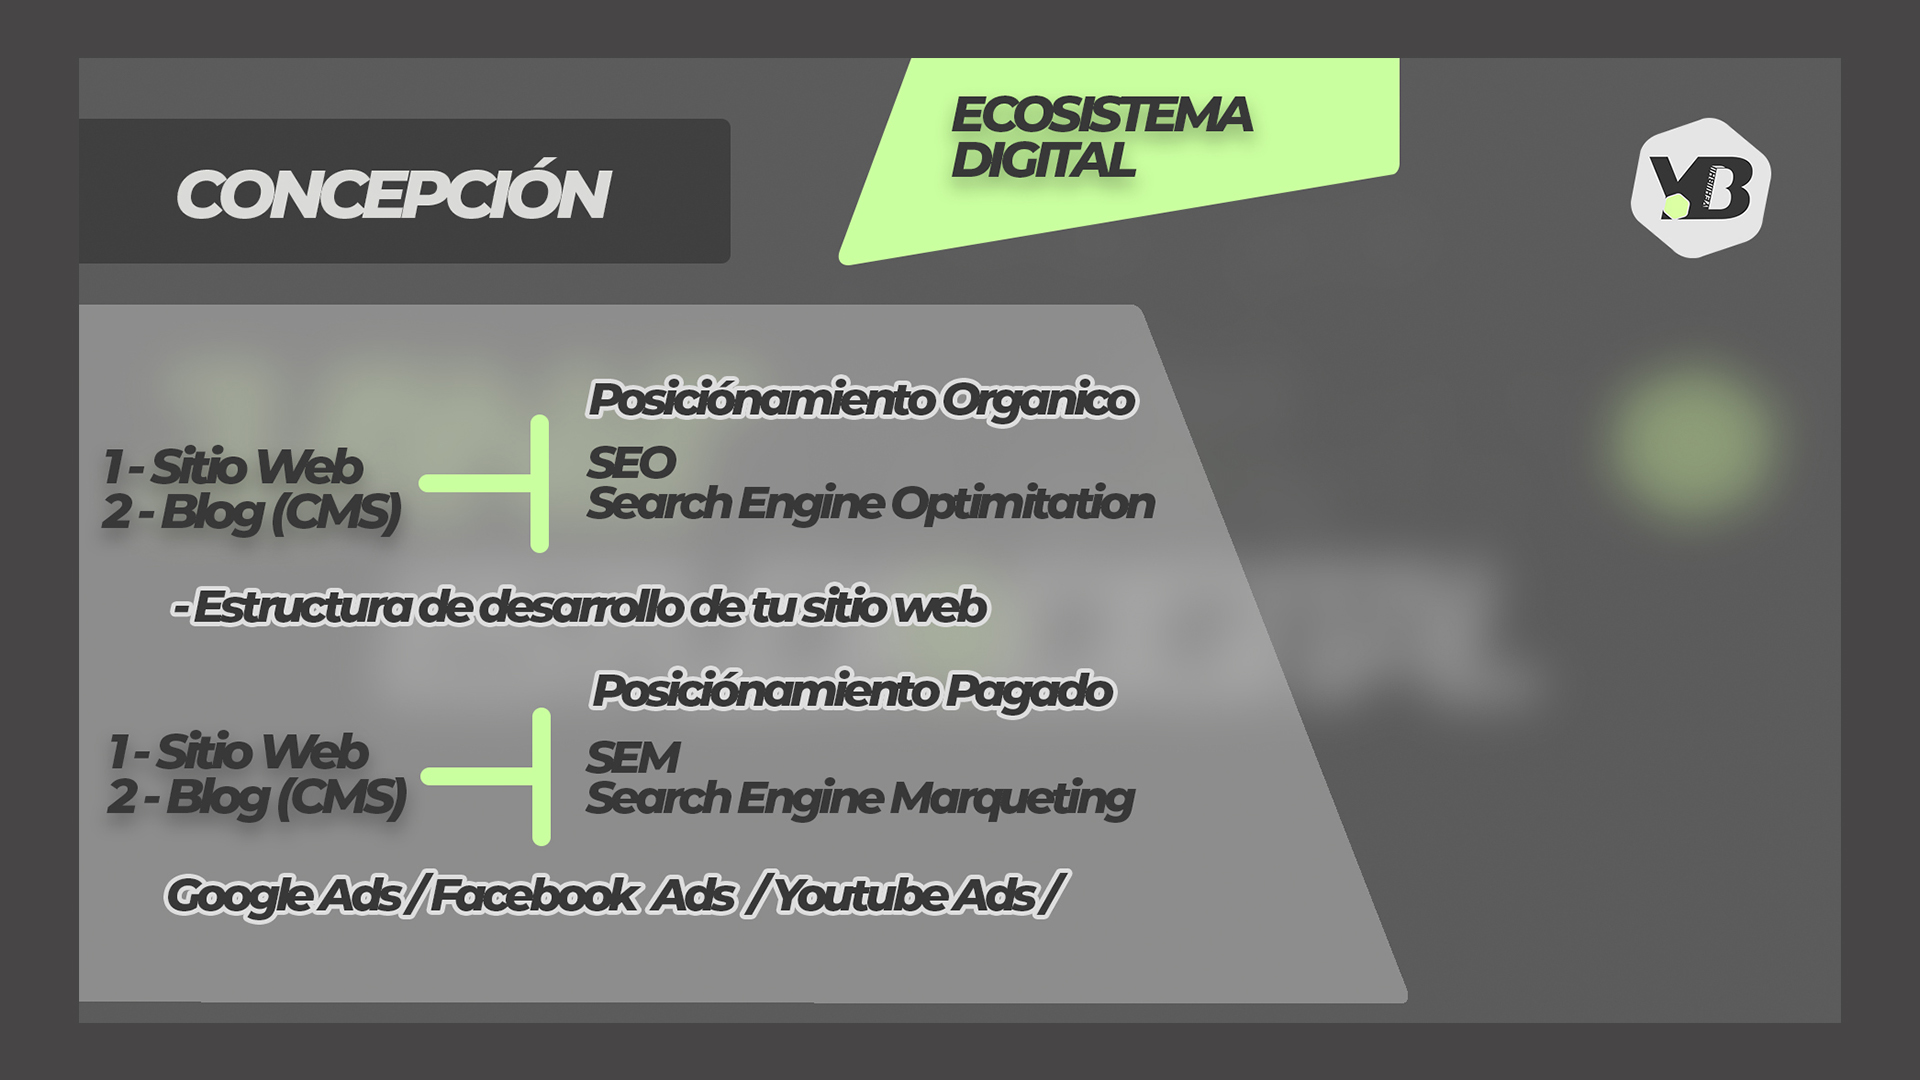 CONCEPCIÓN
ECOSISTEMA
DIGITAL
YB
Posiciónamiento Organico
1 - Sitio Web
2 - Blog (CMS)
SEO
Search Engine Optimitation
- Estructura de desarrollo de tu sitio web
Posiciónamiento Pagado
1 - Sitio Web
2 - Blog (CMS)
SEM
Search Engine Marqueting
Google Ads / Facebook Ads / Youtube Ads /